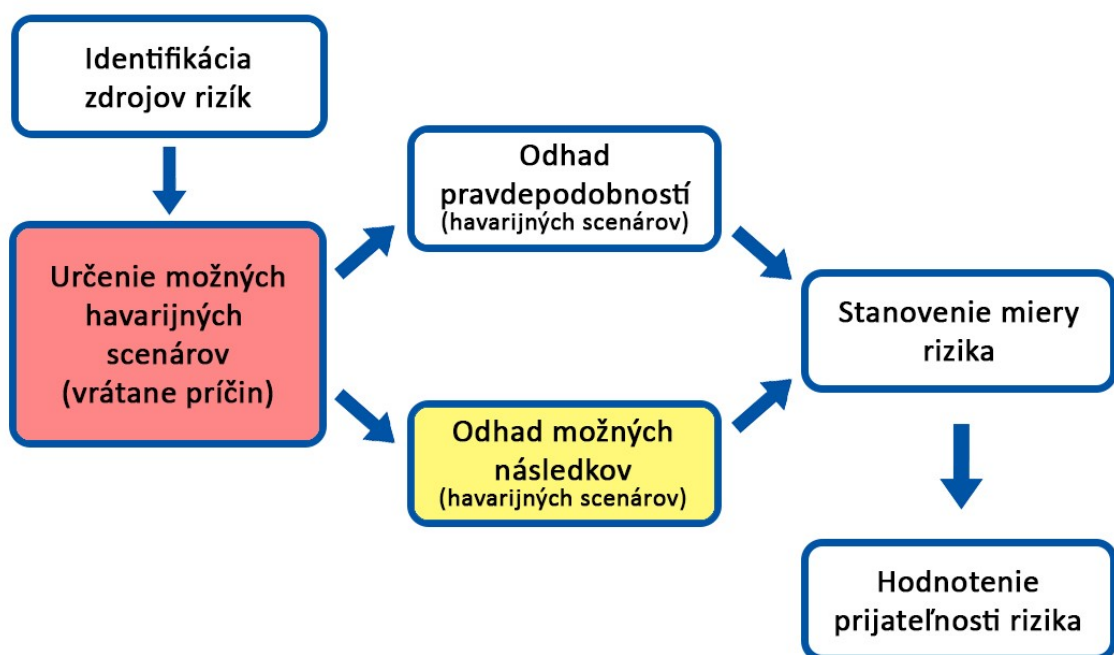 Identifikácia
zdrojov rizík
Určenie možných
havarijných
scenárov
(vrátane príčin)
Odhad
pravdepodobností
(havarijných scenárov)
Odhad možných
následkov
(havarijných scenárov)
Stanovenie miery
rizika
Hodnotenie
prijateľnosti rizika